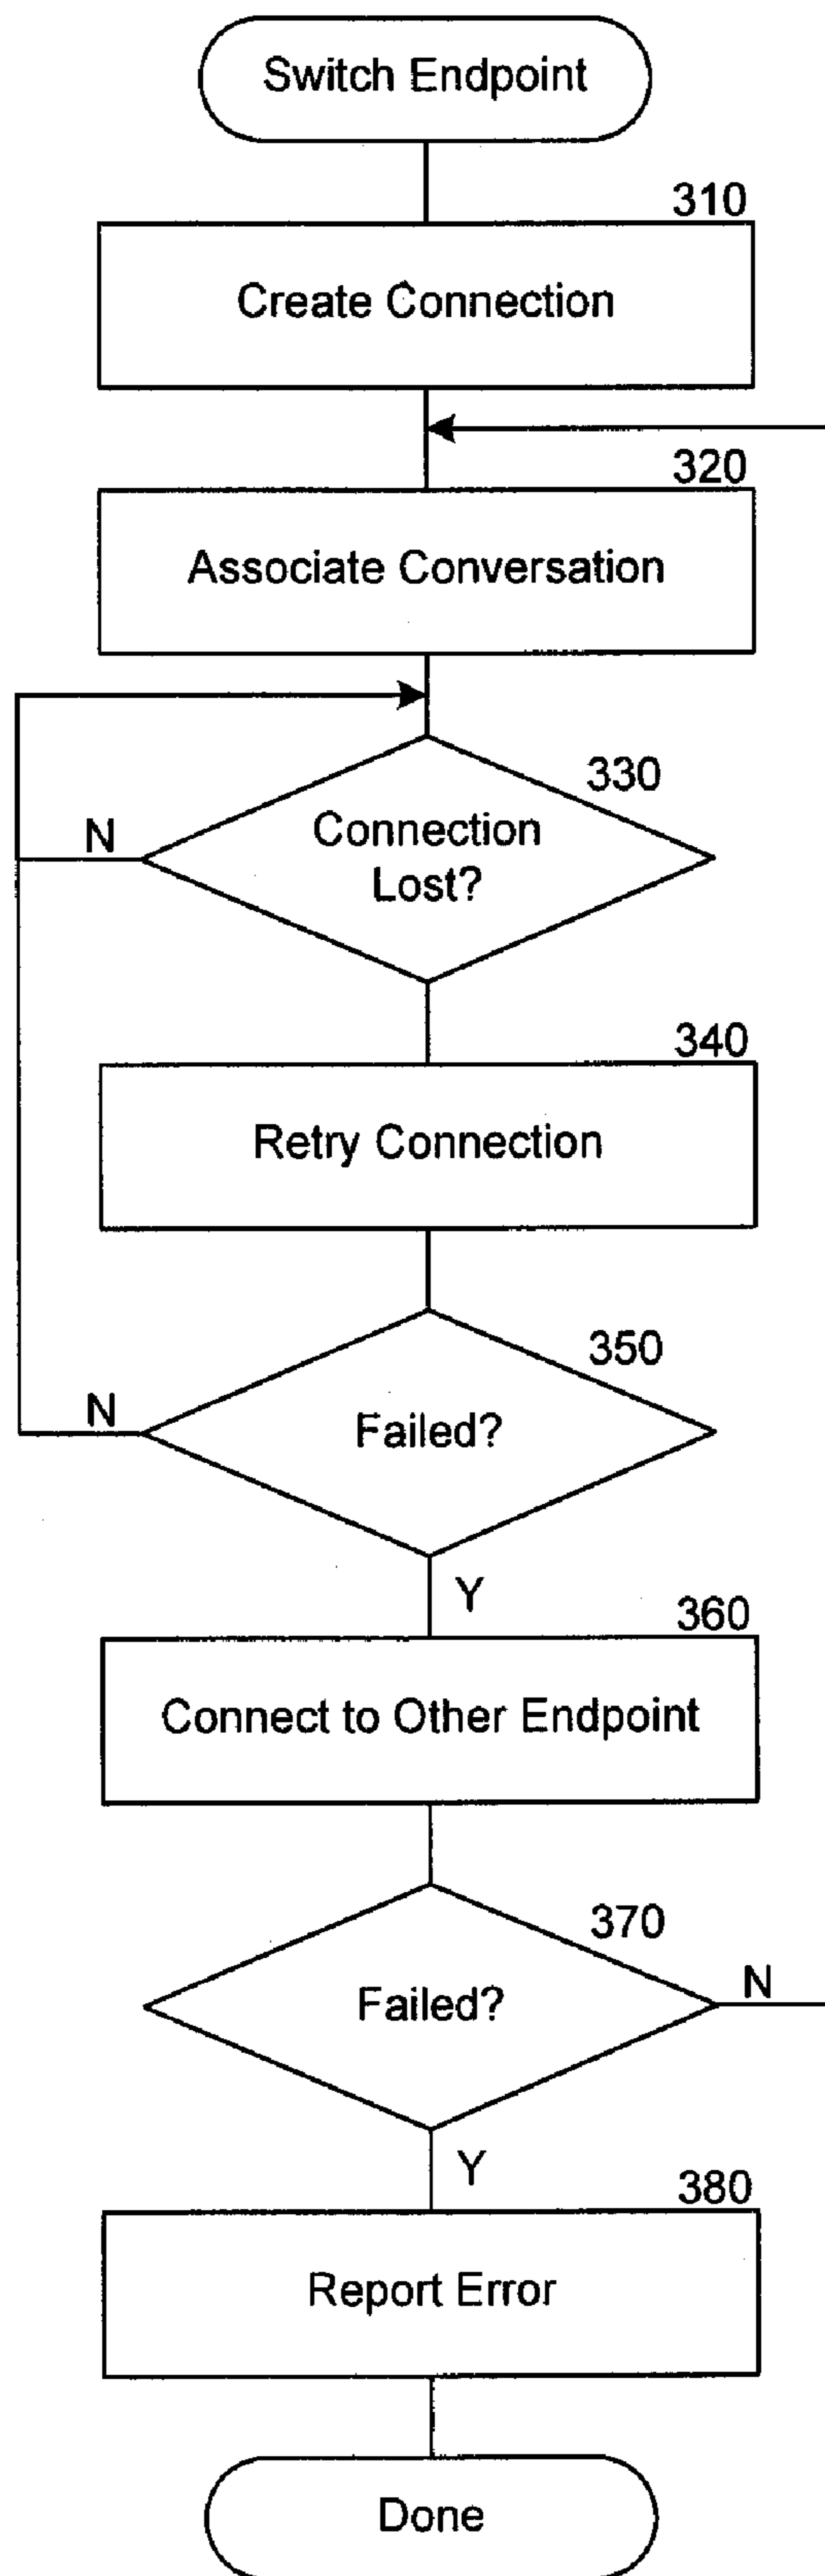 Switch Endpoint
310
Create Connection
320
Associate Conversation
330
Connection
Lost?
N
340
Retry Connection
350
Failed?
N
Y
360
Connect to Other Endpoint
370
Failed?
N
Y
380
Report Error
Done